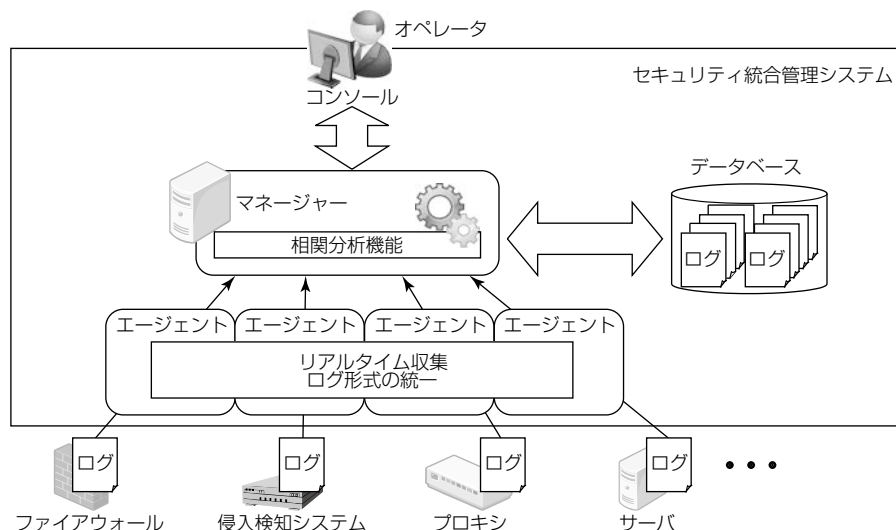 オペレータ
セキュリティ統合管理システム
コンソール
データベース
マネージャー
相関分析機能
ログ
ログ
エージェント
エージェント
エージェント
エージェント
リアルタイム収集
ログ形式の統一
ログ
ログ
ログ
ログ
• • •
ファイアウォール
侵入検知システム
プロキシ
サーバ